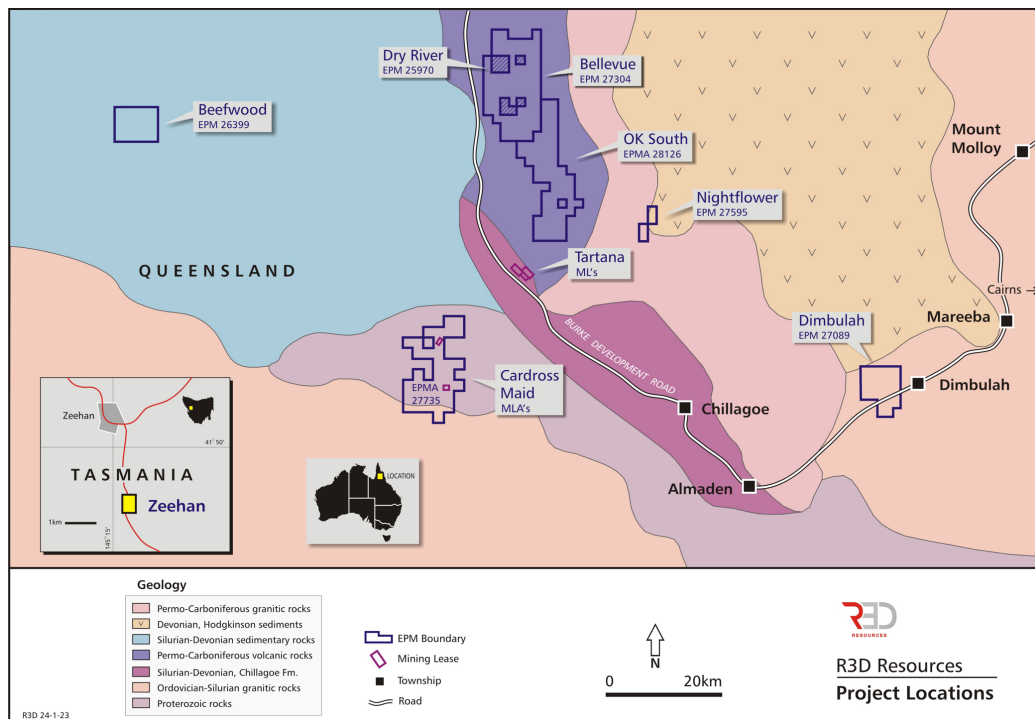 Dry River
EPM 25970
Bellevue
EPM 27304
Beefwood
EPM 26399
OK South
EPMA 28126
Mount
Molloy
Nightflower
EPM 27595
QUEENSLAND
Tartana
ML's
Cairns →
Mareeba
Dimbulah
EPM 27089
BURKE DEVELOPMENT ROAD
Cardross
Maid
MLA's
EPMA
27735
Dimbulah
Chillagoe
Almaden
Zeehan
41° 50'
TASMANIA
Zeehan
1km
145° 15'
LOCATION
Geology
Permo-Carboniferous granitic rocks
Devonian, Hodgkinson sediments
Silurian-Devonian sedimentary rocks
Permo-Carboniferous volcanic rocks
Silurian-Devonian, Chillagoe Fm.
Ordovician-Silurian granitic rocks
Proterozoic rocks
EPM Boundary
Mining Lease
Township
Road
N
0 20km
R3D
RESOURCES
R3D Resources
Project Locations
R3D 24-1-23